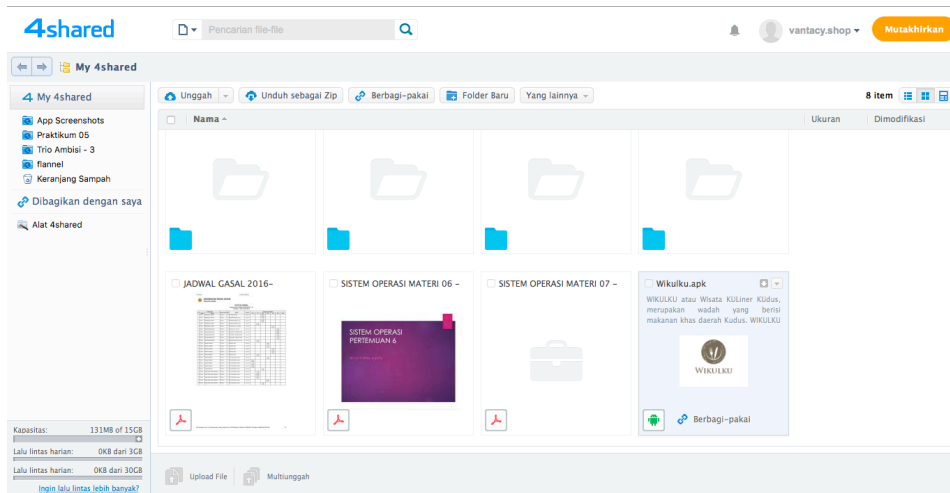 4shared
Pencarian file-file
vantacy.shop
Mutakhirkan
My 4shared
4 My 4shared
App Screenshots
Praktikum 05
Trio Ambisi - 3
flannel
Keranjang Sampah
Dibagikan dengan saya
Alat 4shared
Unggah
Unduh sebagai Zip
Berbagi-pakai
Folder Baru
Yang lainnya
8 item
Nama
Ukuran
Dimodifikasi
JADWAL GASAL 2016-
SISTEM OPERASI MATERI 06 -
SISTEM OPERASI
PERTEMUAN 6
SISTEM OPERASI MATERI 07 -
Wikulku.apk
WIKULKU atau Wisata KULiner KUdus,
merupakan wadah yang berisi
makanan khas daerah Kudus. WIKULKU
WIKULKU
Berbagi-pakai
Kapasitas: 131MB of 15GB
Lalu lintas harian: 0KB dari 3GB
Lalu lintas harian: 0KB dari 30GB
Ingin lalu lintas lebih banyak?
Upload File
Multiunggah